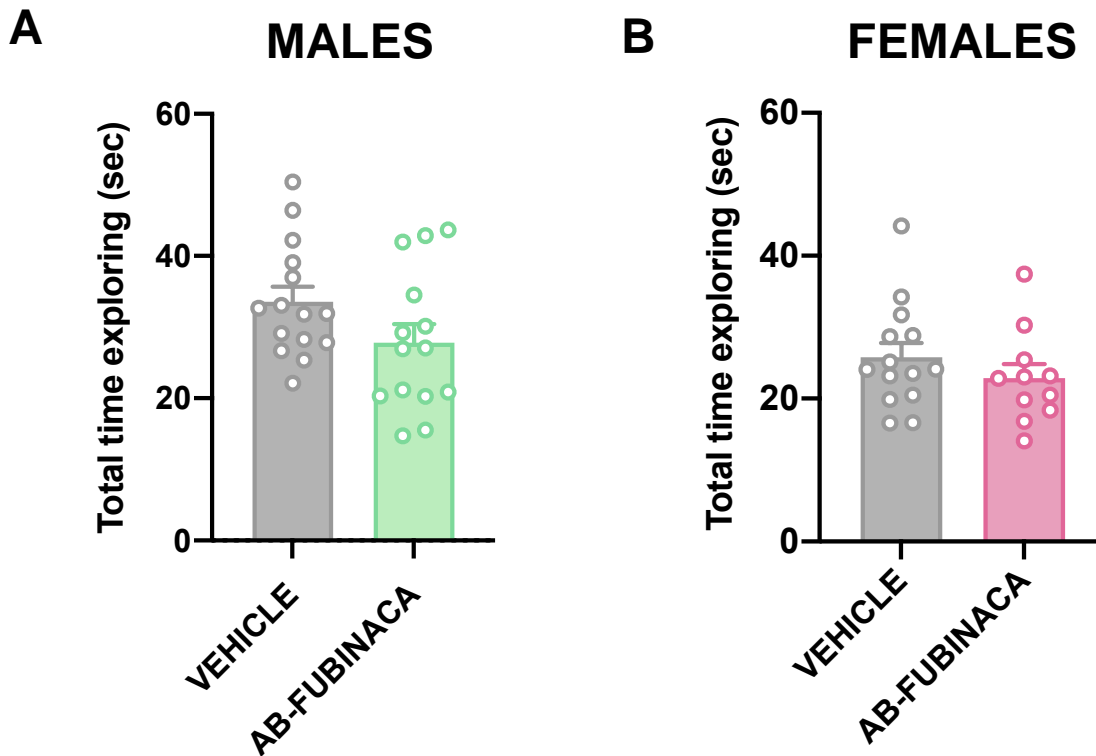 A
MALES
Total time exploring (sec)
60
40
20
0
VEHICLE
AB-FUBINACA
B
FEMALES
Total time exploring (sec)
60
40
20
0
VEHICLE
AB-FUBINACA